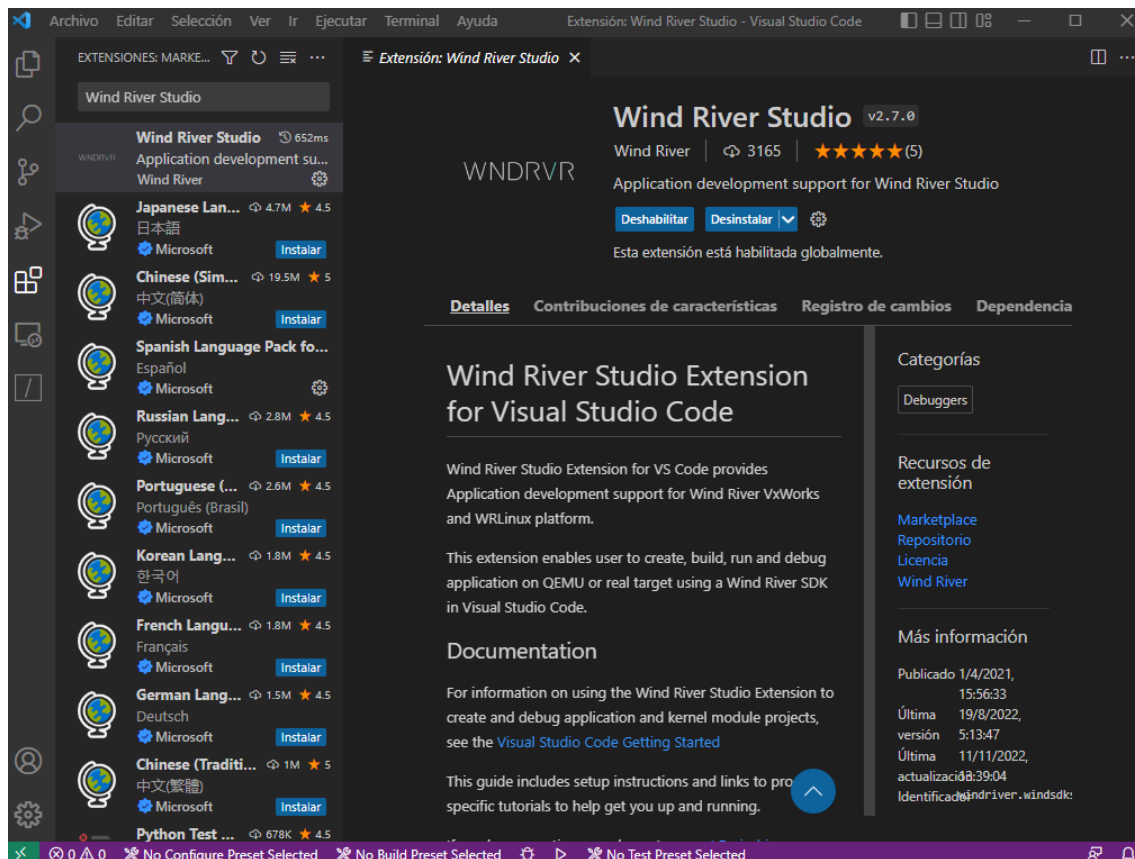 Archivo Editar Selección Ver Ir Ejecutar Terminal Ayuda Extensión: Wind River Studio - Visual Studio Code
EXTENSIONES: MARKE...
Wind River Studio
WNDRVR
Wind River Studio 652ms
Application development su...
Wind River
Japanese Lan... 4.7M ★ 4.5
日本語
Microsoft Instalar
Chinese (Sim... 19.5M ★ 5
中文(简体)
Microsoft Instalar
Spanish Language Pack fo...
Español
Microsoft
Russian Lang... 2.8M ★ 4.5
Русский
Microsoft Instalar
Portuguese (... 2.6M ★ 4.5
Português (Brasil)
Microsoft Instalar
Korean Lang... 1.8M ★ 4.5
한국어
Microsoft Instalar
French Langu... 1.8M ★ 4.5
Français
Microsoft Instalar
German Lang... 1.5M ★ 4.5
Deutsch
Microsoft Instalar
Chinese (Traditi... 1M ★ 5
中文(繁體)
Microsoft Instalar
Python Test ... 678K ★ 4.5
Extensión: Wind River Studio
WNDRVR
Wind River Studio v2.7.0
Wind River 3165 ★★★★★(5)
Application development support for Wind River Studio
Deshabilitar Desinstalar
Esta extensión está habilitada globalmente.
Detalles Contribuciones de características Registro de cambios Dependencia
Wind River Studio Extension
for Visual Studio Code
Wind River Studio Extension for VS Code provides
Application development support for Wind River VxWorks
and WRLinux platform.
This extension enables user to create, build, run and debug
application on QEMU or real target using a Wind River SDK
in Visual Studio Code.
Documentation
For information on using the Wind River Studio Extension to
create and debug application and kernel module projects,
see the Visual Studio Code Getting Started
This guide includes setup instructions and links to pro
specific tutorials to help get you up and running.
Categorías
Debuggers
Recursos de
extensión
Marketplace
Repositorio
Licencia
Wind River
Más información
Publicado 1/4/2021,
15:56:33
Última 19/8/2022,
versión 5:13:47
Última 11/11/2022,
actualización 13:39:04
Identificador windriver.windsdk
0 0 No Configure Preset Selected No Build Preset Selected No Test Preset Selected